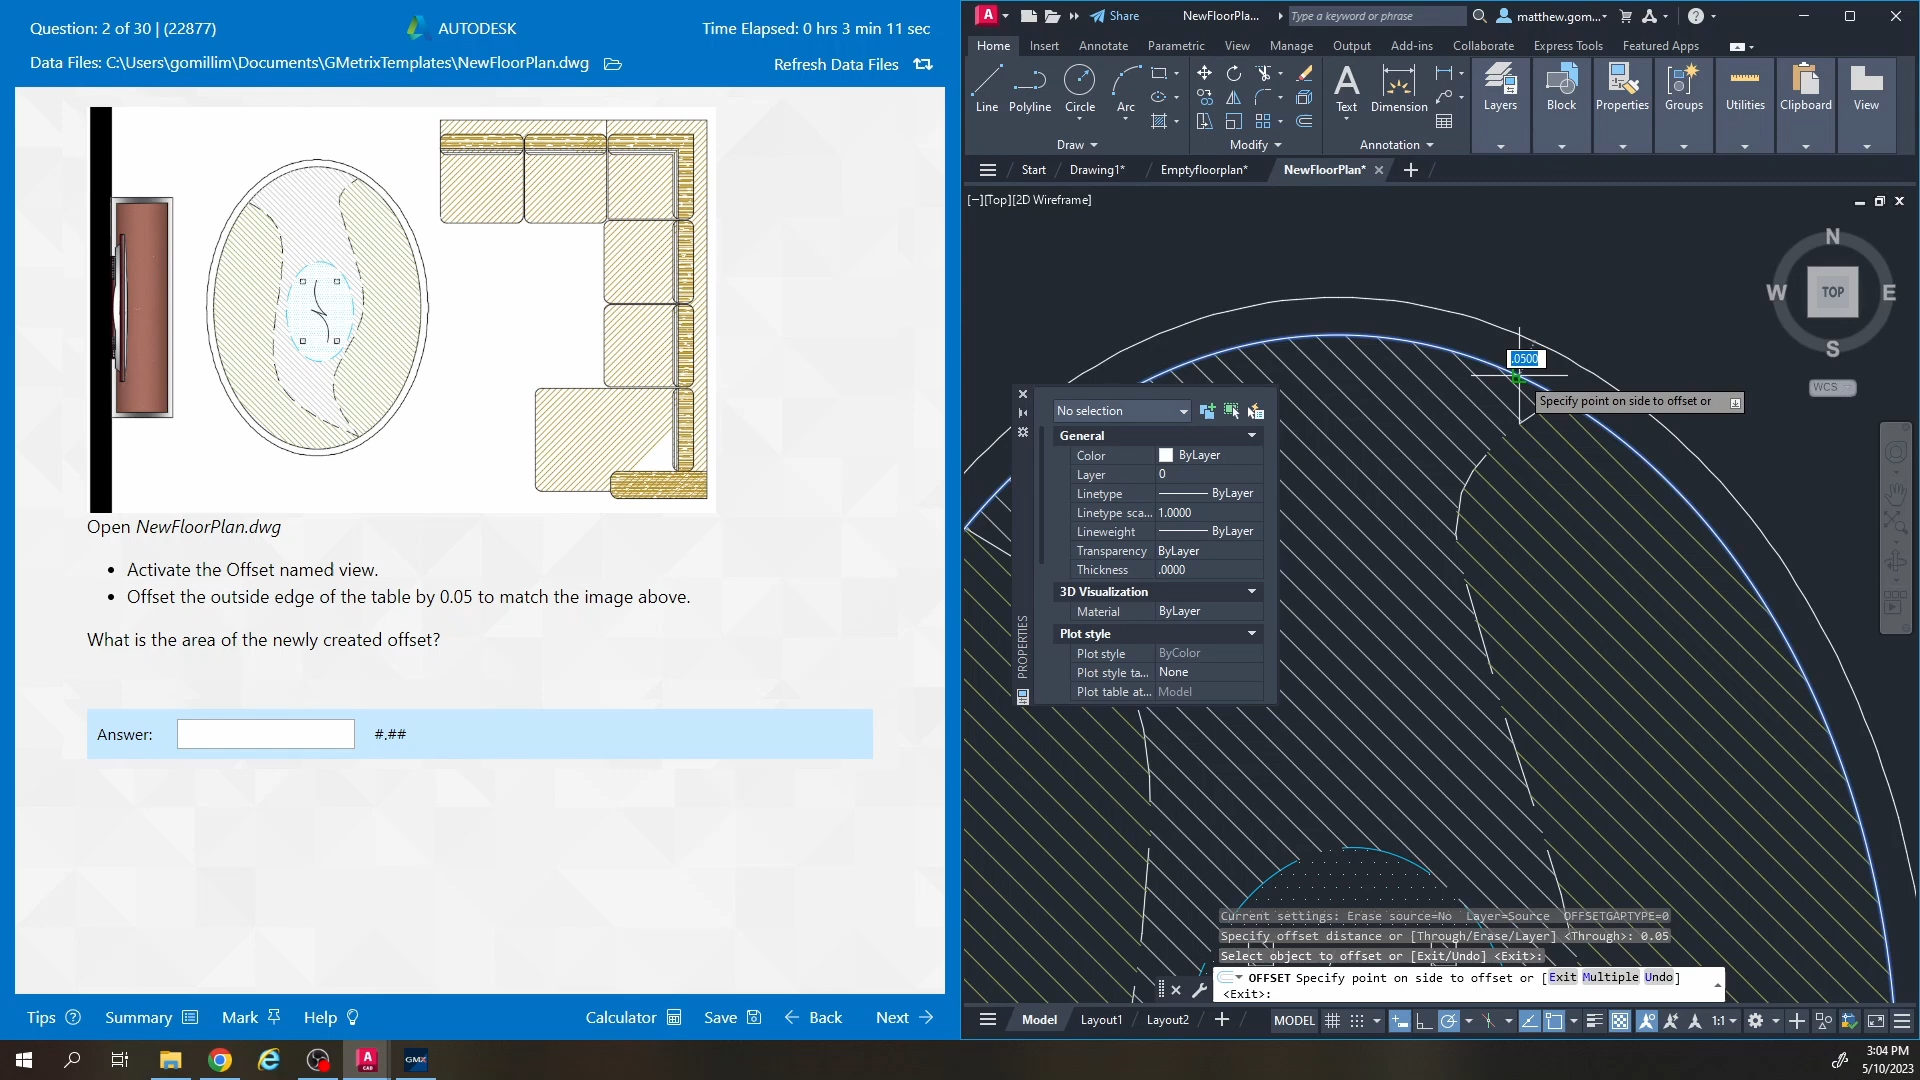 Question: 2 of 30 | (22877)
AUTODESK
Time Elapsed: 0 hrs 3 min 11 sec
Data Files: C:\Users\gomillim\Documents\GMetrixTemplates\NewFloorPlan.dwg
Refresh Data Files
Open NewFloorPlan.dwg
• Activate the Offset named view.
• Offset the outside edge of the table by 0.05 to match the image above.
What is the area of the newly created offset?
Answer:
#.##
Tips
Summary
Mark
Help
Calculator
Save
Back
Next
A
Share
NewFloorPla...
Type a keyword or phrase
matthew.gom...
Home Insert Annotate Parametric View Manage Output Add-ins Collaborate Express Tools Featured Apps
Line Polyline Circle Arc
Text Dimension
Layers Block Properties Groups Utilities Clipboard View
Draw
Modify
Annotation
Start Drawing1* Emptyfloorplan* NewFloorPlan*
[−][Top][2D Wireframe]
N
W TOP E
S
WCS
.0500
Specify point on side to offset or
No selection
General
Color ByLayer
Layer 0
Linetype ByLayer
Linetype sca... 1.0000
Lineweight ByLayer
Transparency ByLayer
Thickness .0000
3D Visualization
Material ByLayer
Plot style
Plot style ByColor
Plot style ta... None
Plot table at... Model
PROPERTIES
Current settings: Erase source=No Layer=Source OFFSETGAPTYPE=0
Specify offset distance or [Through/Erase/Layer] <Through>: 0.05
Select object to offset or [Exit/Undo] <Exit>:
OFFSET Specify point on side to offset or [Exit Multiple Undo]
<Exit>:
Model Layout1 Layout2
MODEL
1:1
A
CAD
GMX
3:04 PM
5/10/2023